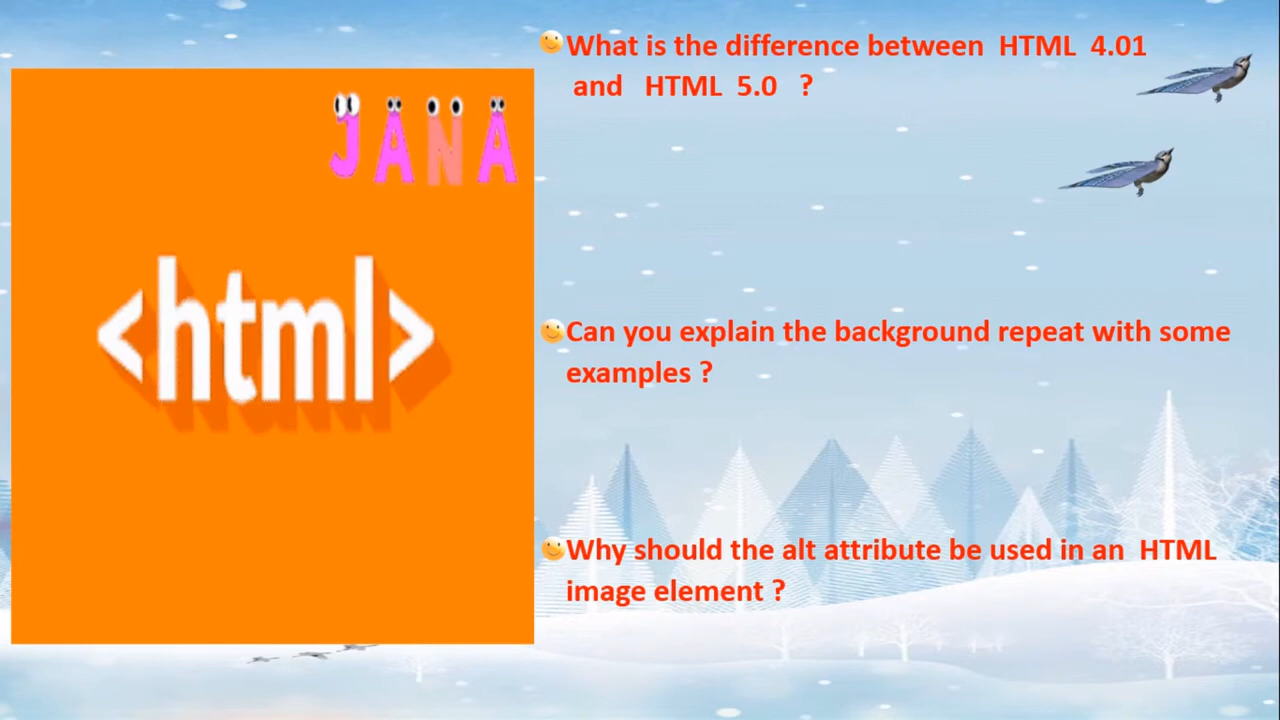 JANA
<html>
What is the difference between HTML 4.01
and HTML 5.0 ?
Can you explain the background repeat with some
examples ?
Why should the alt attribute be used in an HTML
image element ?